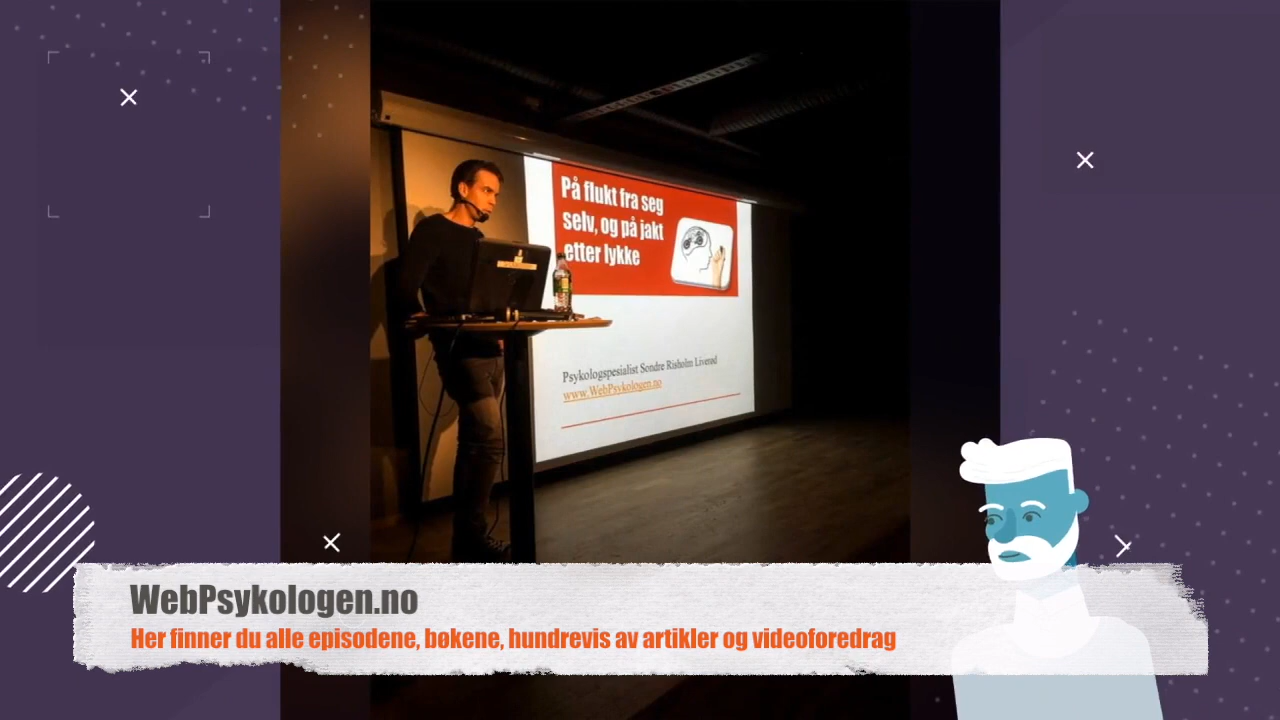 På flukt fra seg
selv, og på jakt
etter lykke
Psykologspesialist Sondre Risholm Liverød
www.WebPsykologen.no
WebPsykologen.no
Her finner du alle episodene, bøkene, hundrevis av artikler og videoforedrag